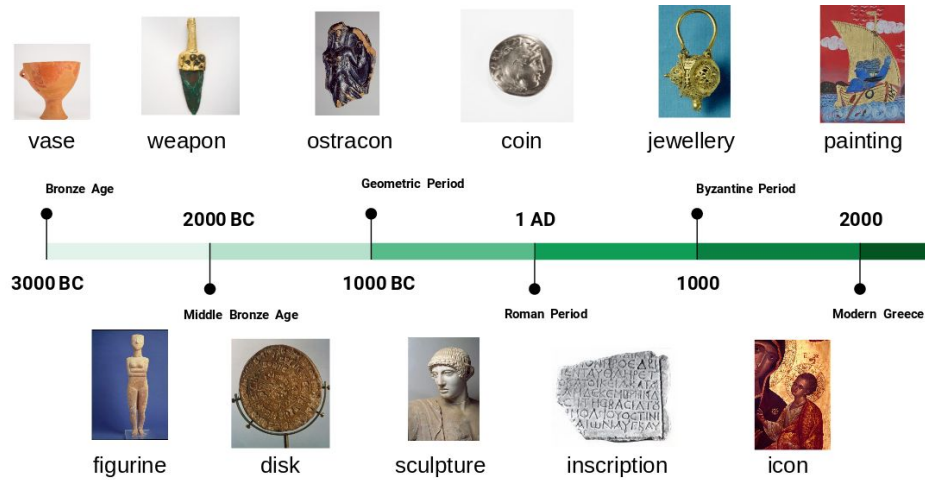 vase
weapon
ostracon
coin
jewellery
painting
Bronze Age
Geometric Period
Byzantine Period
2000 BC
1 AD
2000
3000 BC
1000 BC
1000
Middle Bronze Age
Roman Period
Modern Greece
figurine
disk
sculpture
inscription
icon